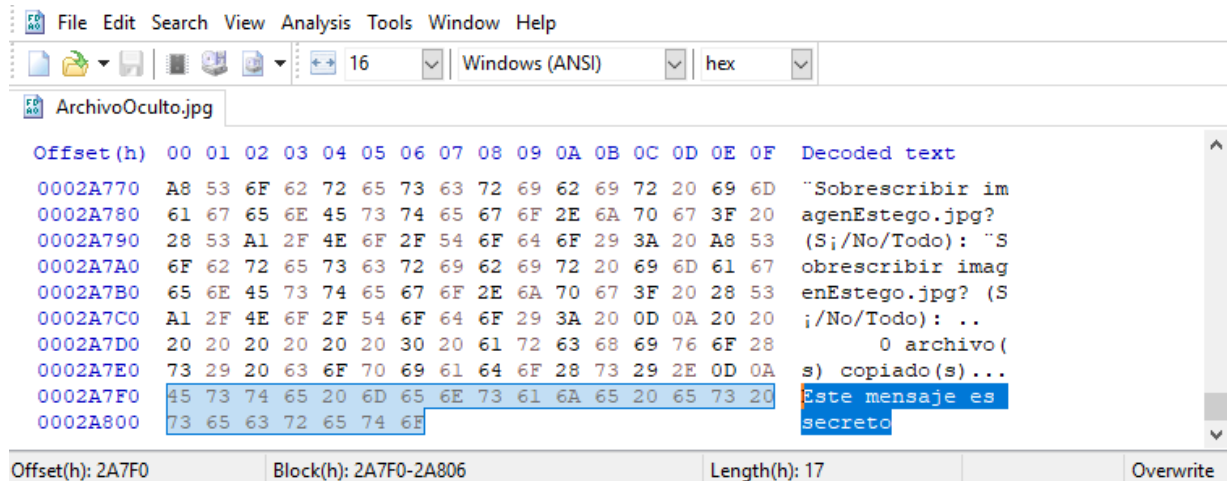 File Edit Search View Analysis Tools Window Help
16 Windows (ANSI) hex
ArchivoOculto.jpg
Offset(h) 00 01 02 03 04 05 06 07 08 09 0A 0B 0C 0D 0E 0F Decoded text
0002A770 A8 53 6F 62 72 65 73 63 72 69 62 69 72 20 69 6D ¨Sobrescribir im
0002A780 61 67 65 6E 45 73 74 65 67 6F 2E 6A 70 67 3F 20 agenEstego.jpg?
0002A790 28 53 A1 2F 4E 6F 2F 54 6F 64 6F 29 3A 20 A8 53 (S¡/No/Todo): ¨S
0002A7A0 6F 62 72 65 73 63 72 69 62 69 72 20 69 6D 61 67 obrescribir imag
0002A7B0 65 6E 45 73 74 65 67 6F 2E 6A 70 67 3F 20 28 53 enEstego.jpg? (S
0002A7C0 A1 2F 4E 6F 2F 54 6F 64 6F 29 3A 20 0D 0A 20 20 ¡/No/Todo): ..
0002A7D0 20 20 20 20 20 20 30 20 61 72 63 68 69 76 6F 28 0 archivo(
0002A7E0 73 29 20 63 6F 70 69 61 64 6F 28 73 29 2E 0D 0A s) copiado(s)...
0002A7F0 45 73 74 65 20 6D 65 6E 73 61 6A 65 20 65 73 20 Este mensaje es
0002A800 73 65 63 72 65 74 6F secreto
Offset(h): 2A7F0 Block(h): 2A7F0-2A806 Length(h): 17 Overwrite